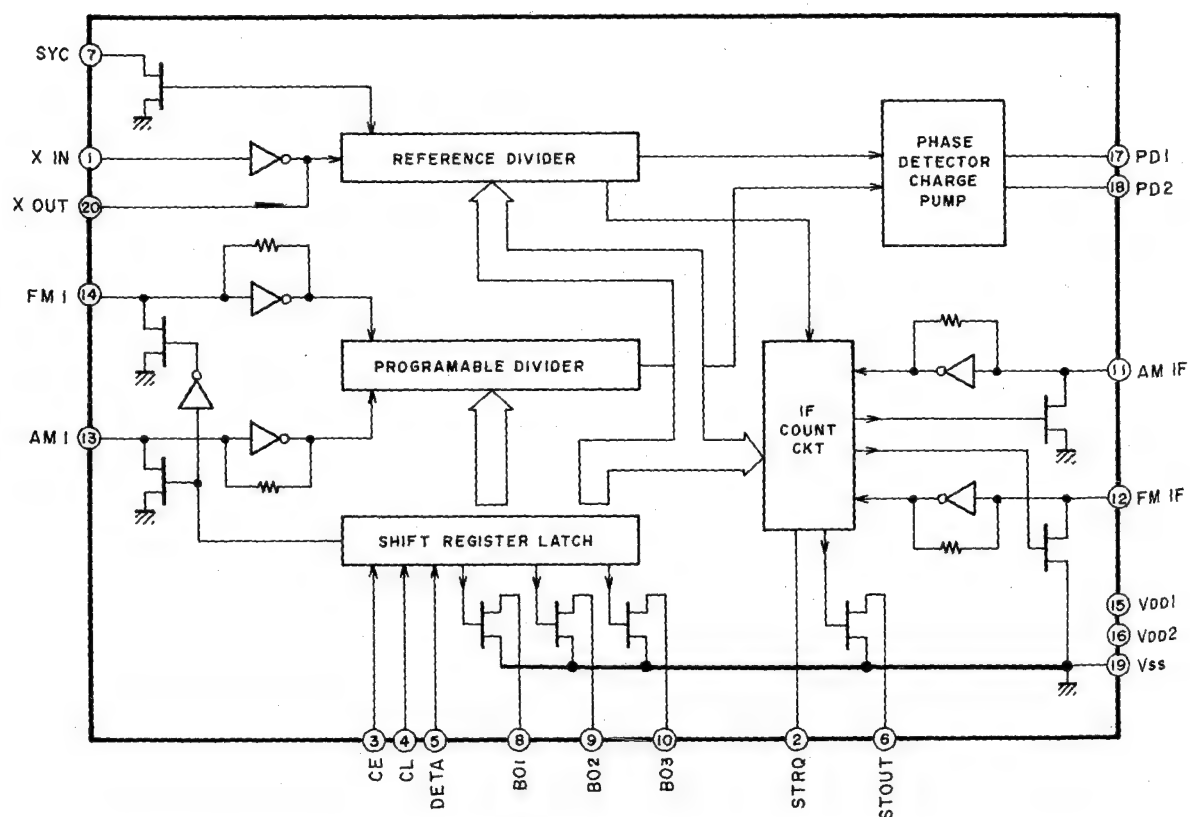 SYC 7
X IN 1
X OUT 20
FM I 14
AM I 13
REFERENCE DIVIDER
PROGRAMABLE DIVIDER
SHIFT REGISTER LATCH
PHASE
DETECTOR
CHARGE
PUMP
IF
COUNT
CKT
17 PD1
18 PD2
11 AM IF
12 FM IF
15 VDD1
16 VDD2
19 Vss
3 CE
4 CL
5 DETA
8 BO1
9 BO2
10 BO3
2 STRQ
6 STOUT